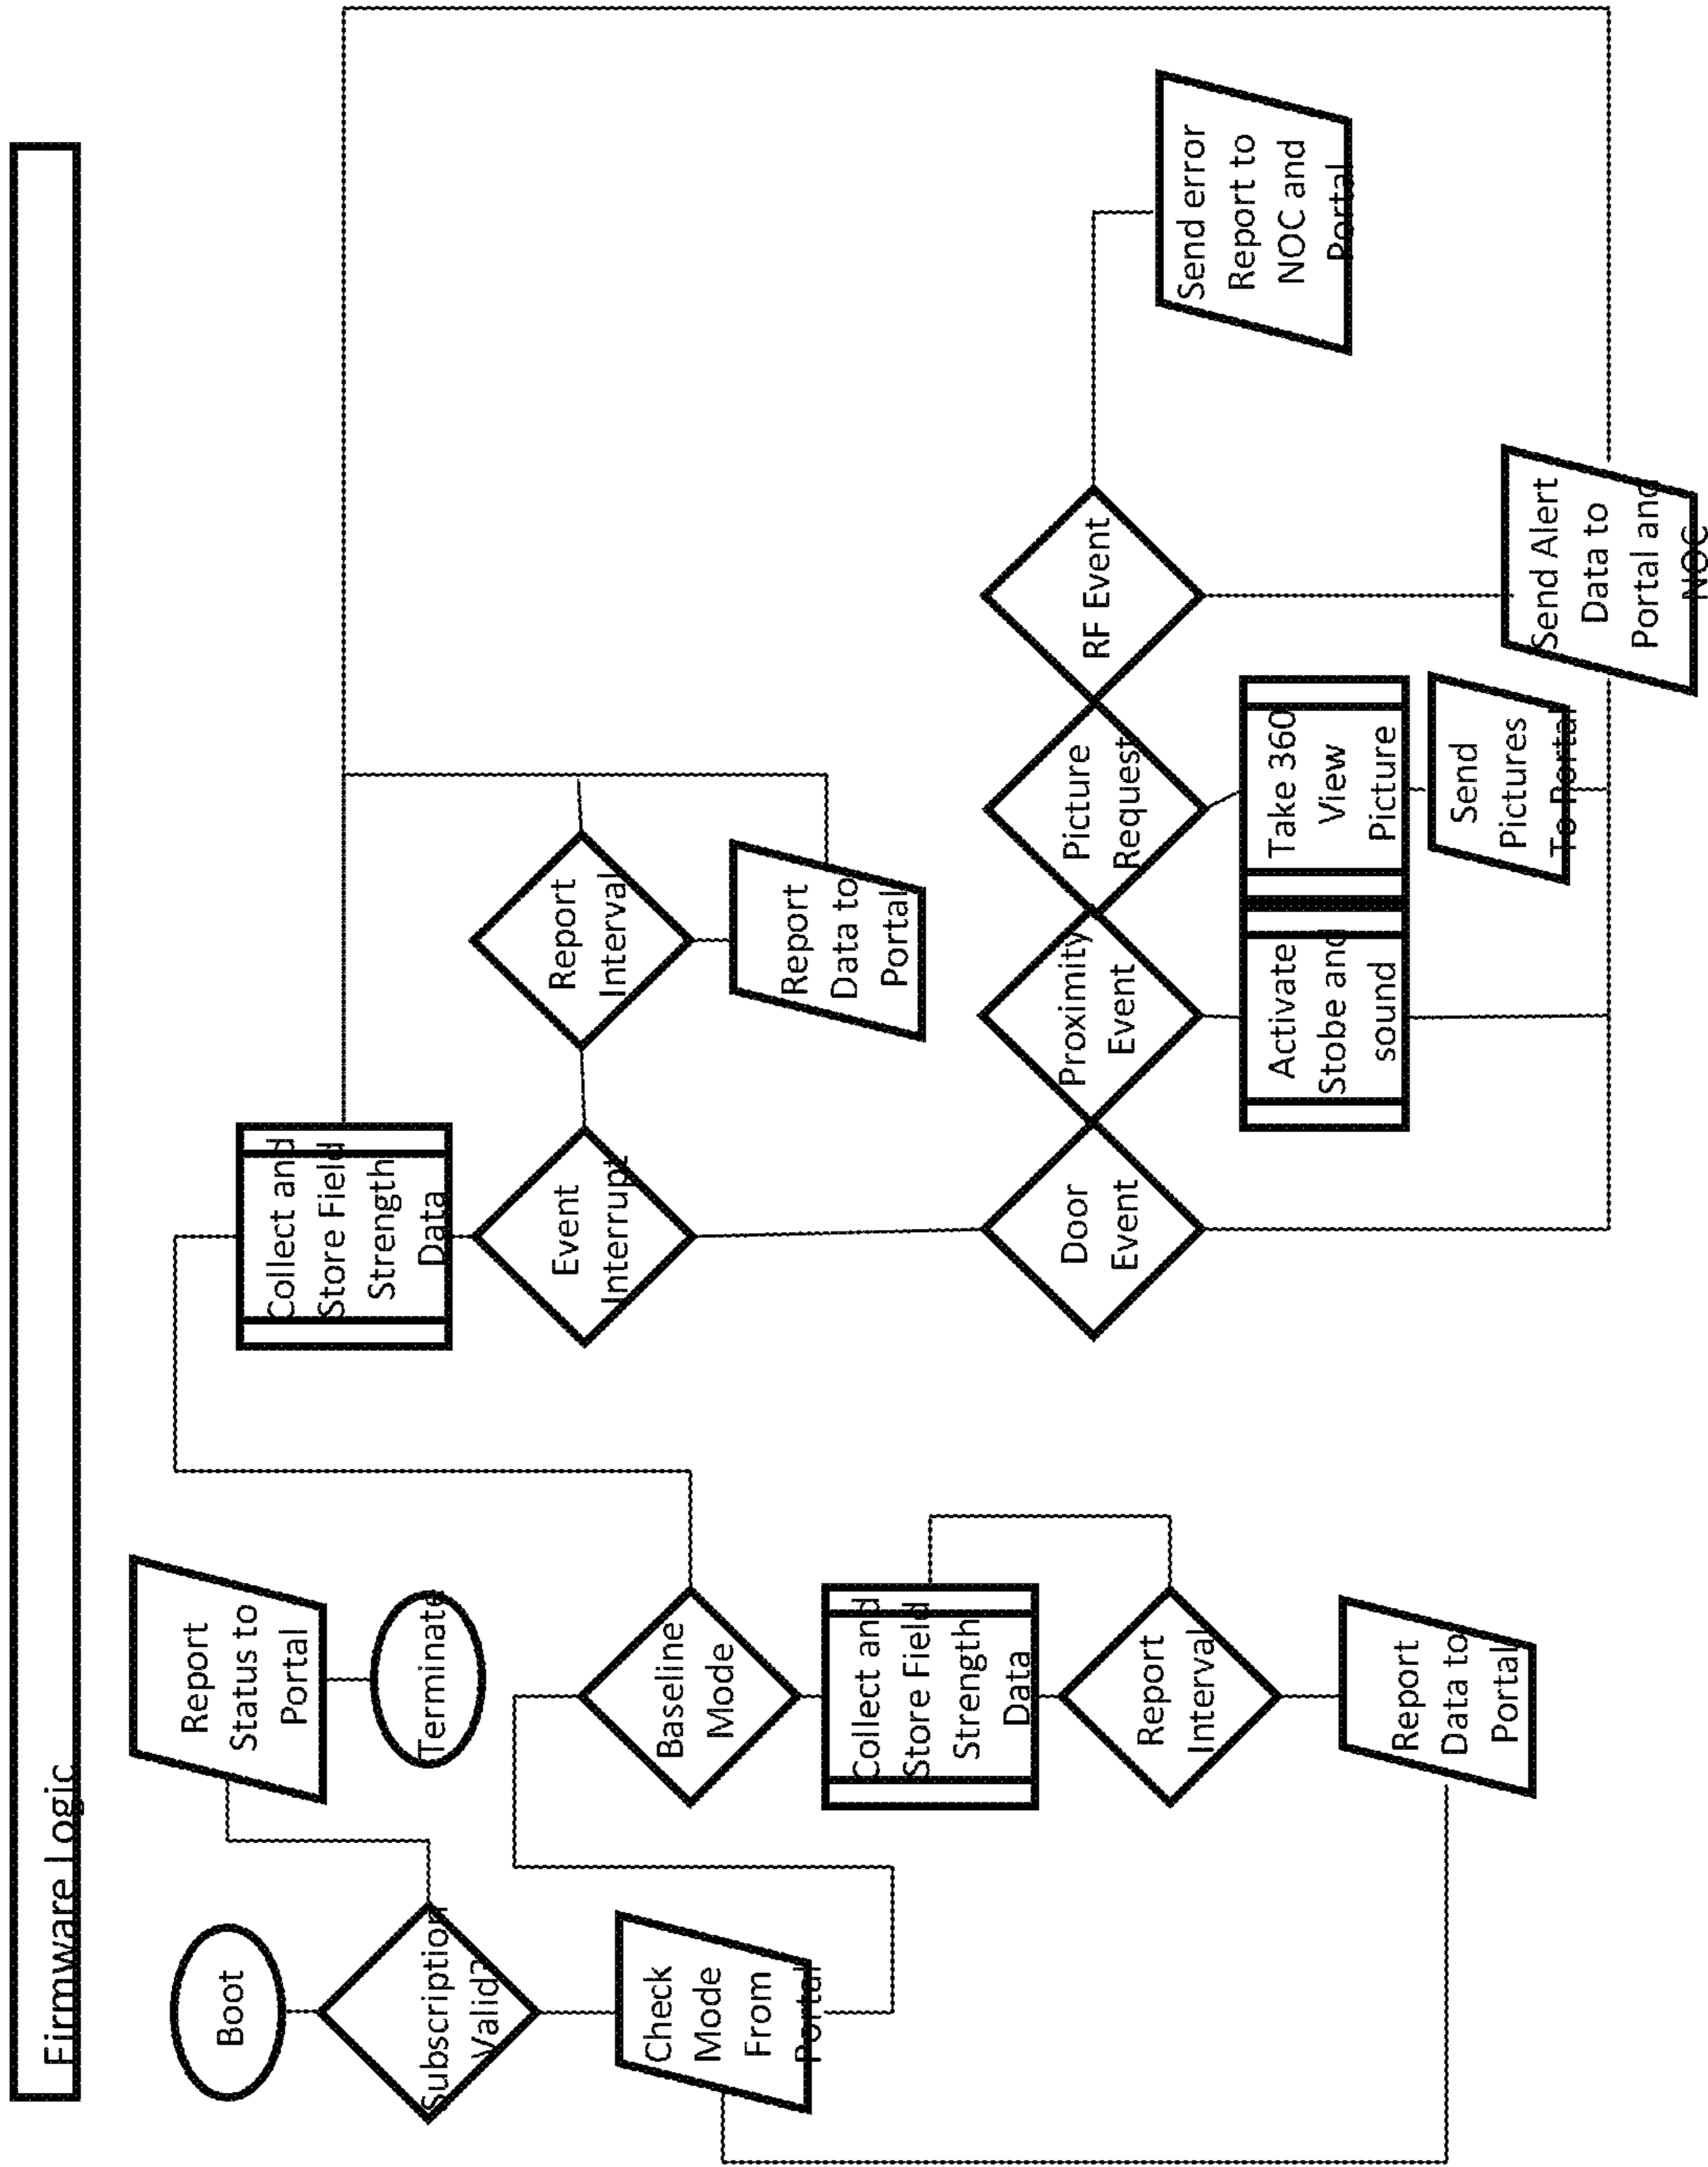 Firmware Logic
Boot
Subscription
Valid?
Report
Status to
Portal
Terminate
Check
Mode
From
Portal
Baseline
Mode
Collect and
Store Field
Strength
Data
Report
Interval
Report
Data to
Portal
Collect and
Store Field
Strength
Data
Event
Interrupt
Report
Interval
Report
Data to
Portal
Door
Event
Proximity
Event
Picture
Request
RF Event
Activate
Stobe and
sound
Take 360
View
Picture
Send
Pictures
To Portal
Send Alert
Data to
Portal and
NOC
Send error
Report to
NOC and
Portal